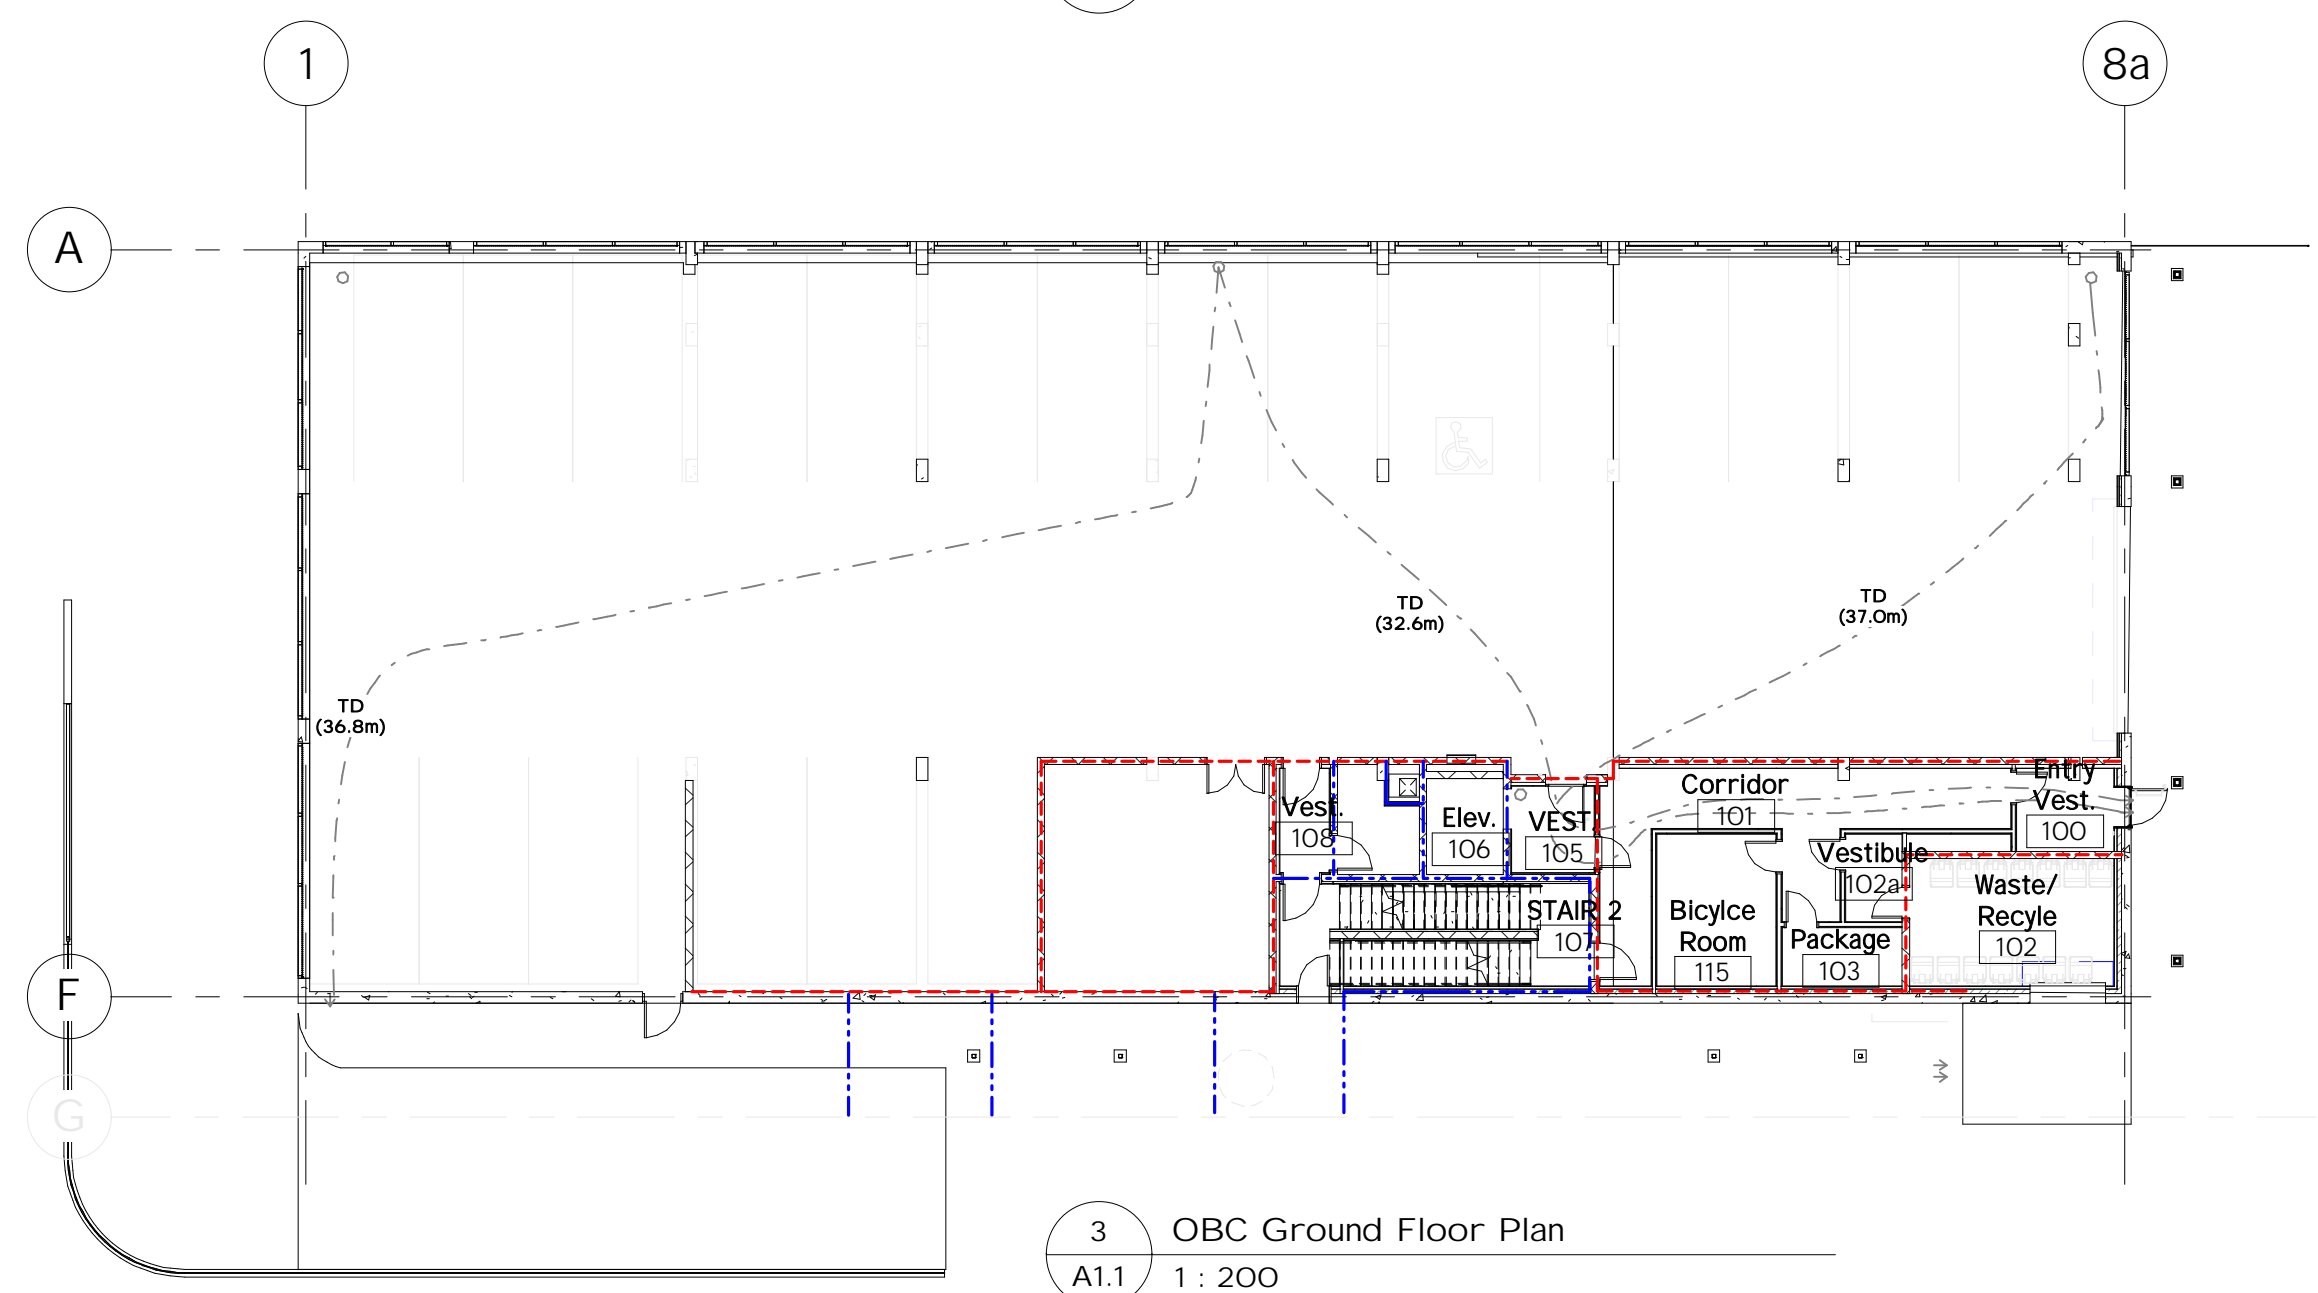 1
8a
A
TD
(32.6m)
TD
(37.0m)
TD
(36.8m)
Corridor
101
Entry
Vest.
100
Vest.
108
Elev.
106
VEST.
105
Vestibule
102a
Waste/
Recyle
102
STAIR 2
107
Bicylce
Room
115
Package
103
F
G
3
OBC Ground Floor Plan
A1.1
1 : 200